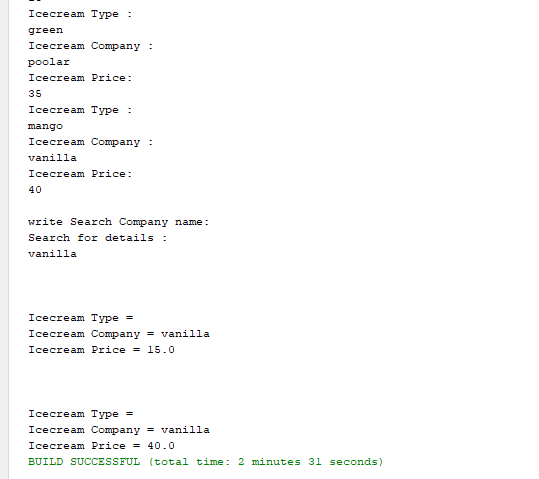 Icecream Type :
green
Icecream Company :
poolar
Icecream Price:
35
Icecream Type :
mango
Icecream Company :
vanilla
Icecream Price:
40
write Search Company name:
Search for details :
vanilla
Icecream Type =
Icecream Company = vanilla
Icecream Price = 15.0
Icecream Type =
Icecream Company = vanilla
Icecream Price = 40.0
BUILD SUCCESSFUL (total time: 2 minutes 31 seconds)